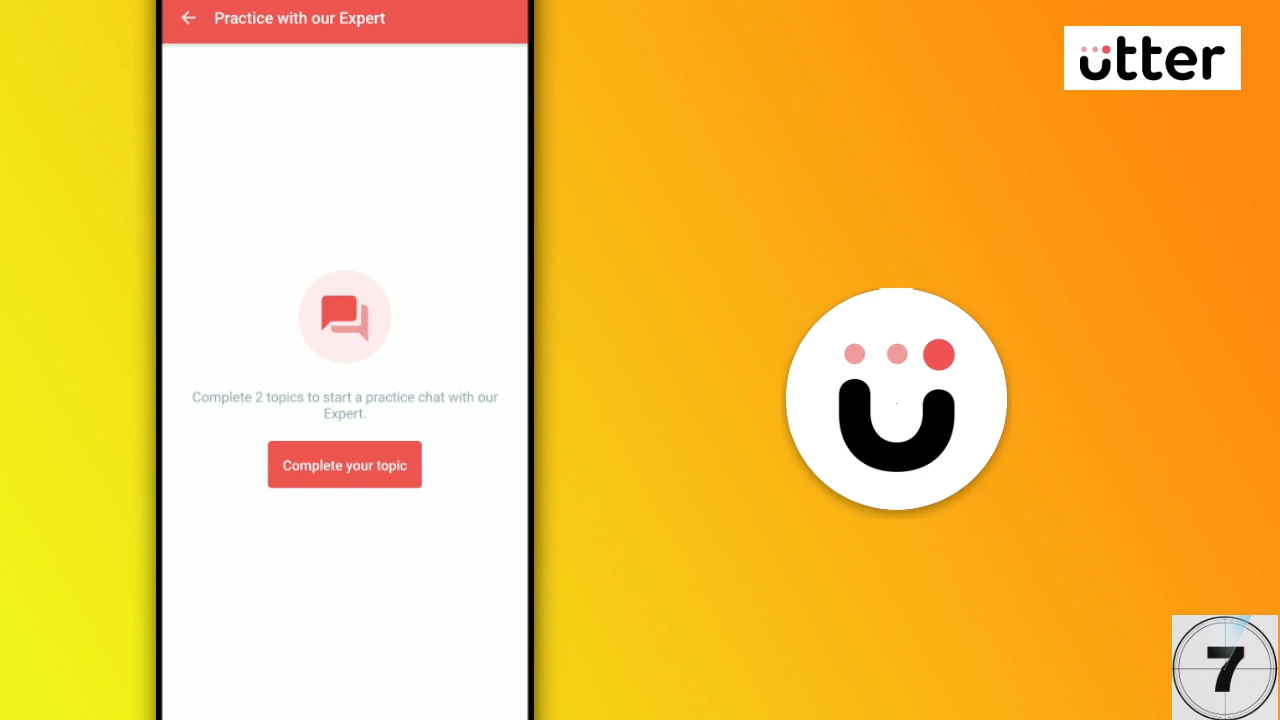 Practice with our Expert
utter
Complete 2 topics to start a practice chat with our
Expert.
Complete your topic
7